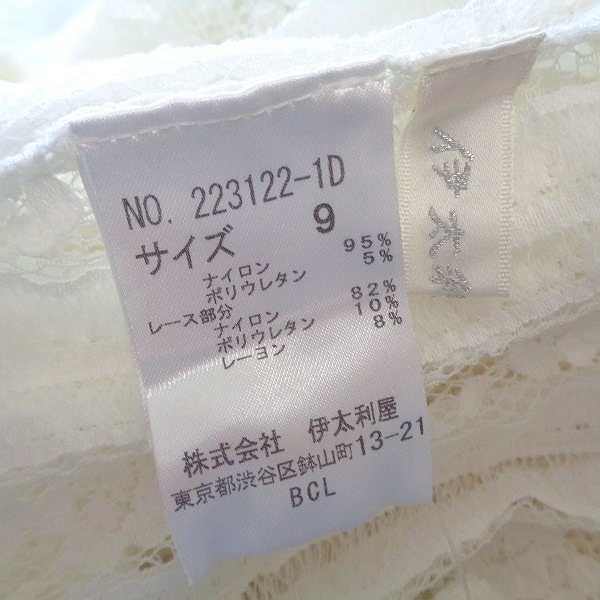 NO. 223122-1D
サイズ 9
ナイロン 95%
ポリウレタン 5%
レース部分
ナイロン 82%
ポリウレタン 10%
レーヨン 8%
株式会社 伊太利屋
東京都渋谷区鉢山町13-21
BCL
伊太利